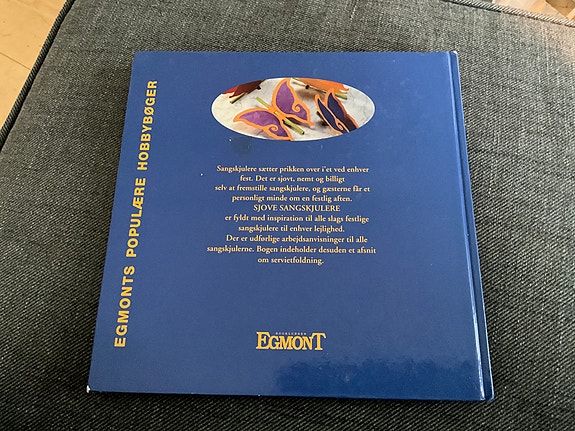 EGMONTS POPULÆRE HOBBYBØGER
Sangskjulere sætter prikken over i'et ved enhver
fest. Det er sjovt, nemt og billigt
selv at fremstille sangskjulere, og gæsterne får et
personligt minde om en festlig aften.
SJOVE SANGSKJULERE
er fyldt med inspiration til alle slags festlige
sangskjulere til enhver lejlighed.
Der er udførlige arbejdsanvisninger til alle
sangskjulerne. Bogen indeholder desuden et afsnit
om servietfoldning.
EGMONT